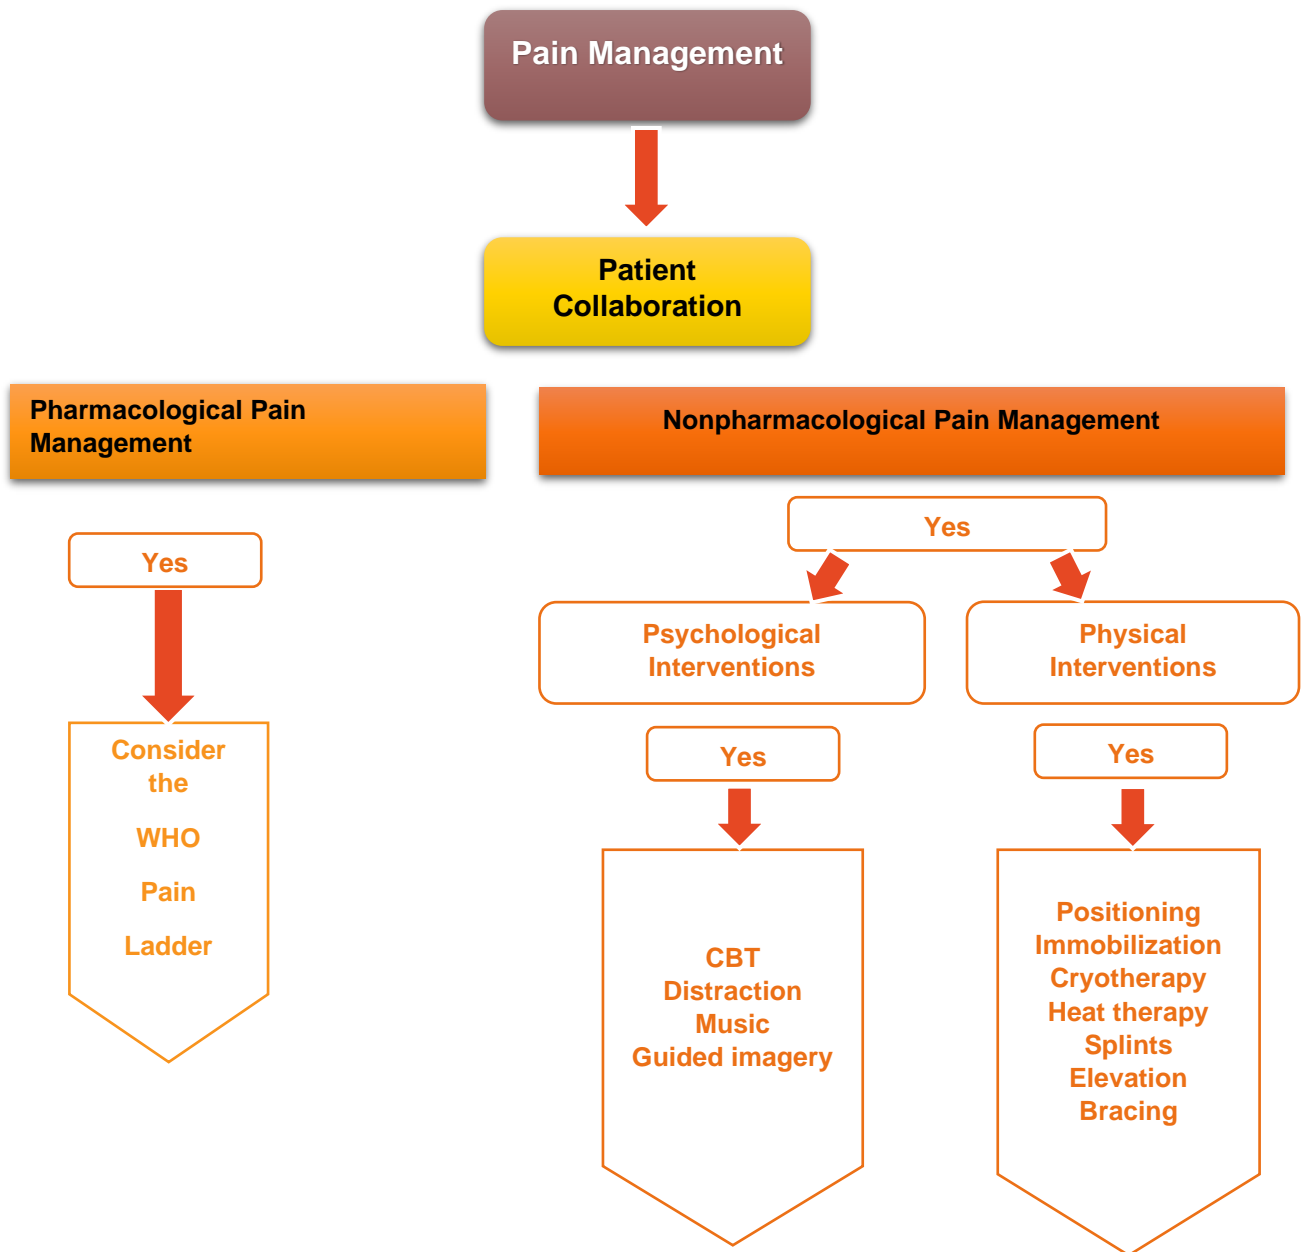 Pain Management
Patient
Collaboration
Pharmacological Pain
Management
Nonpharmacological Pain Management
Yes
Consider
the
WHO
Pain
Ladder
Yes
Psychological
Interventions
Physical
Interventions
Yes
Yes
CBT
Distraction
Music
Guided imagery
Positioning
Immobilization
Cryotherapy
Heat therapy
Splints
Elevation
Bracing